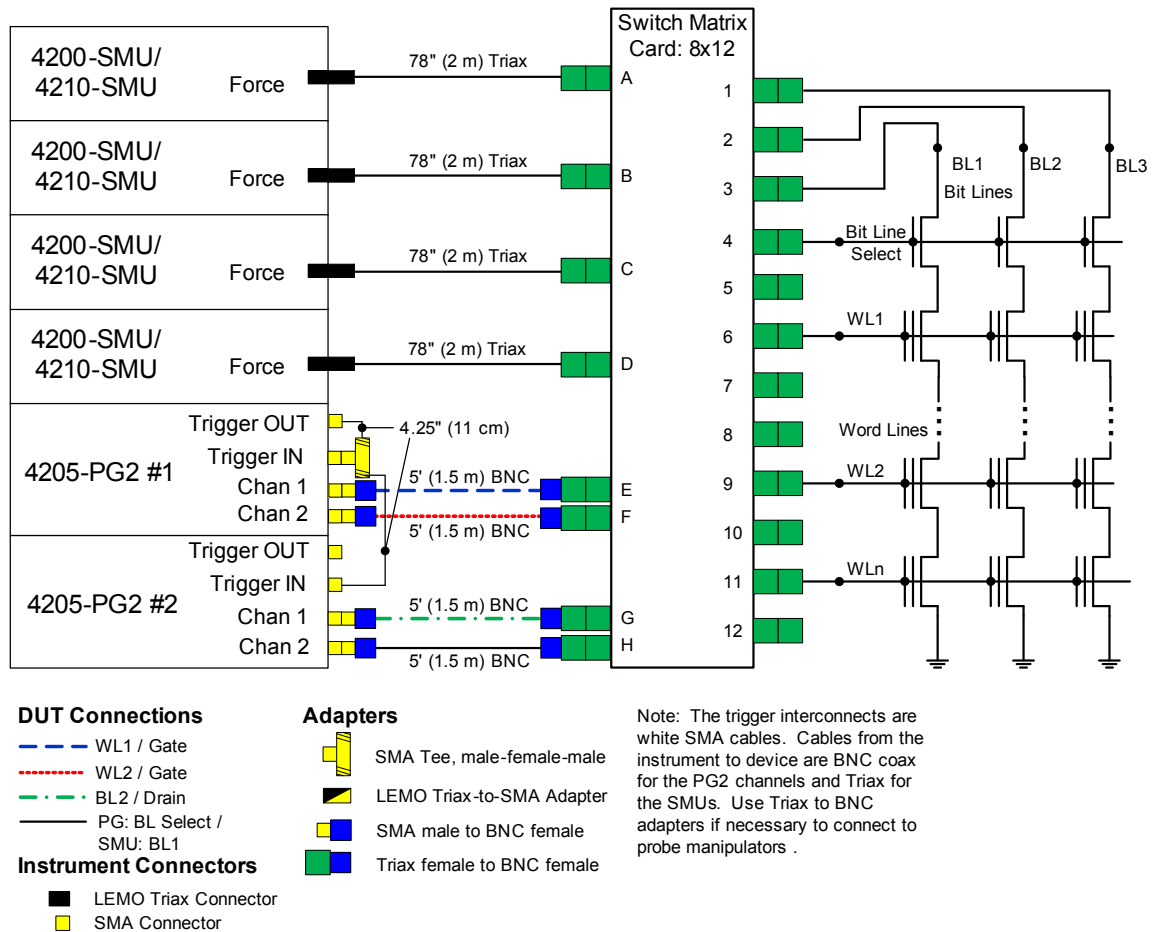 Switch Matrix
Card: 8x12
4200-SMU/
4210-SMU
Force
78" (2 m) Triax
A
4200-SMU/
4210-SMU
Force
78" (2 m) Triax
B
4200-SMU/
4210-SMU
Force
78" (2 m) Triax
C
4200-SMU/
4210-SMU
Force
78" (2 m) Triax
D
4205-PG2 #1
Trigger OUT
Trigger IN
Chan 1
Chan 2
4.25" (11 cm)
5' (1.5 m) BNC
E
F
5' (1.5 m) BNC
4205-PG2 #2
Trigger OUT
Trigger IN
Chan 1
Chan 2
5' (1.5 m) BNC
G
H
5' (1.5 m) BNC
1
2
3
4
5
6
7
8
9
10
11
12
BL1
BL2
BL3
Bit Lines
Bit Line
Select
WL1
Word Lines
WL2
WLn
DUT Connections
WL1 / Gate
WL2 / Gate
BL2 / Drain
PG: BL Select /
SMU: BL1
Instrument Connectors
LEMO Triax Connector
SMA Connector
Adapters
SMA Tee, male-female-male
LEMO Triax-to-SMA Adapter
SMA male to BNC female
Triax female to BNC female
Note: The trigger interconnects are
white SMA cables. Cables from the
instrument to device are BNC coax
for the PG2 channels and Triax for
the SMUs. Use Triax to BNC
adapters if necessary to connect to
probe manipulators .